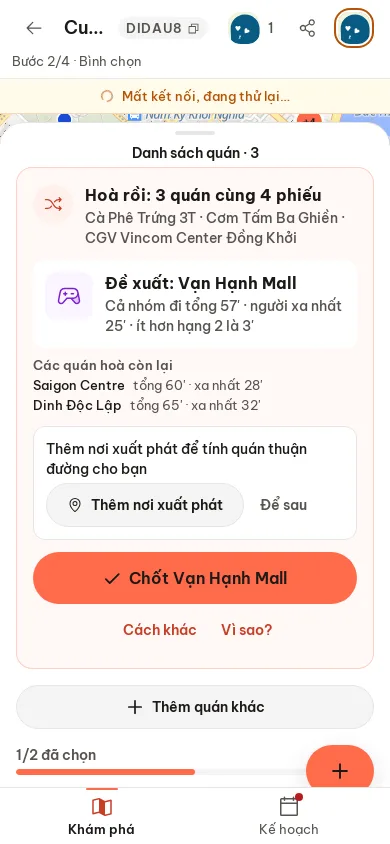 Cu...
DIDAU8
1
Bước 2/4 · Bình chọn
Mất kết nối, đang thử lại...
Nam Kỳ Khởi Nghĩa
Danh sách quán · 3
Hoà rồi: 3 quán cùng 4 phiếu
Cà Phê Trứng 3T · Cơm Tấm Ba Ghiền ·
CGV Vincom Center Đồng Khởi
Đề xuất: Vạn Hạnh Mall
Cả nhóm đi tổng 57' · người xa nhất
25' · ít hơn hạng 2 là 3'
Các quán hoà còn lại
Saigon Centre tổng 60' · xa nhất 28'
Dinh Độc Lập tổng 65' · xa nhất 32'
Thêm nơi xuất phát để tính quán thuận
đường cho bạn
Thêm nơi xuất phát
Để sau
Chốt Vạn Hạnh Mall
Cách khác
Vì sao?
Thêm quán khác
1/2 đã chọn
Khám phá
Kế hoạch